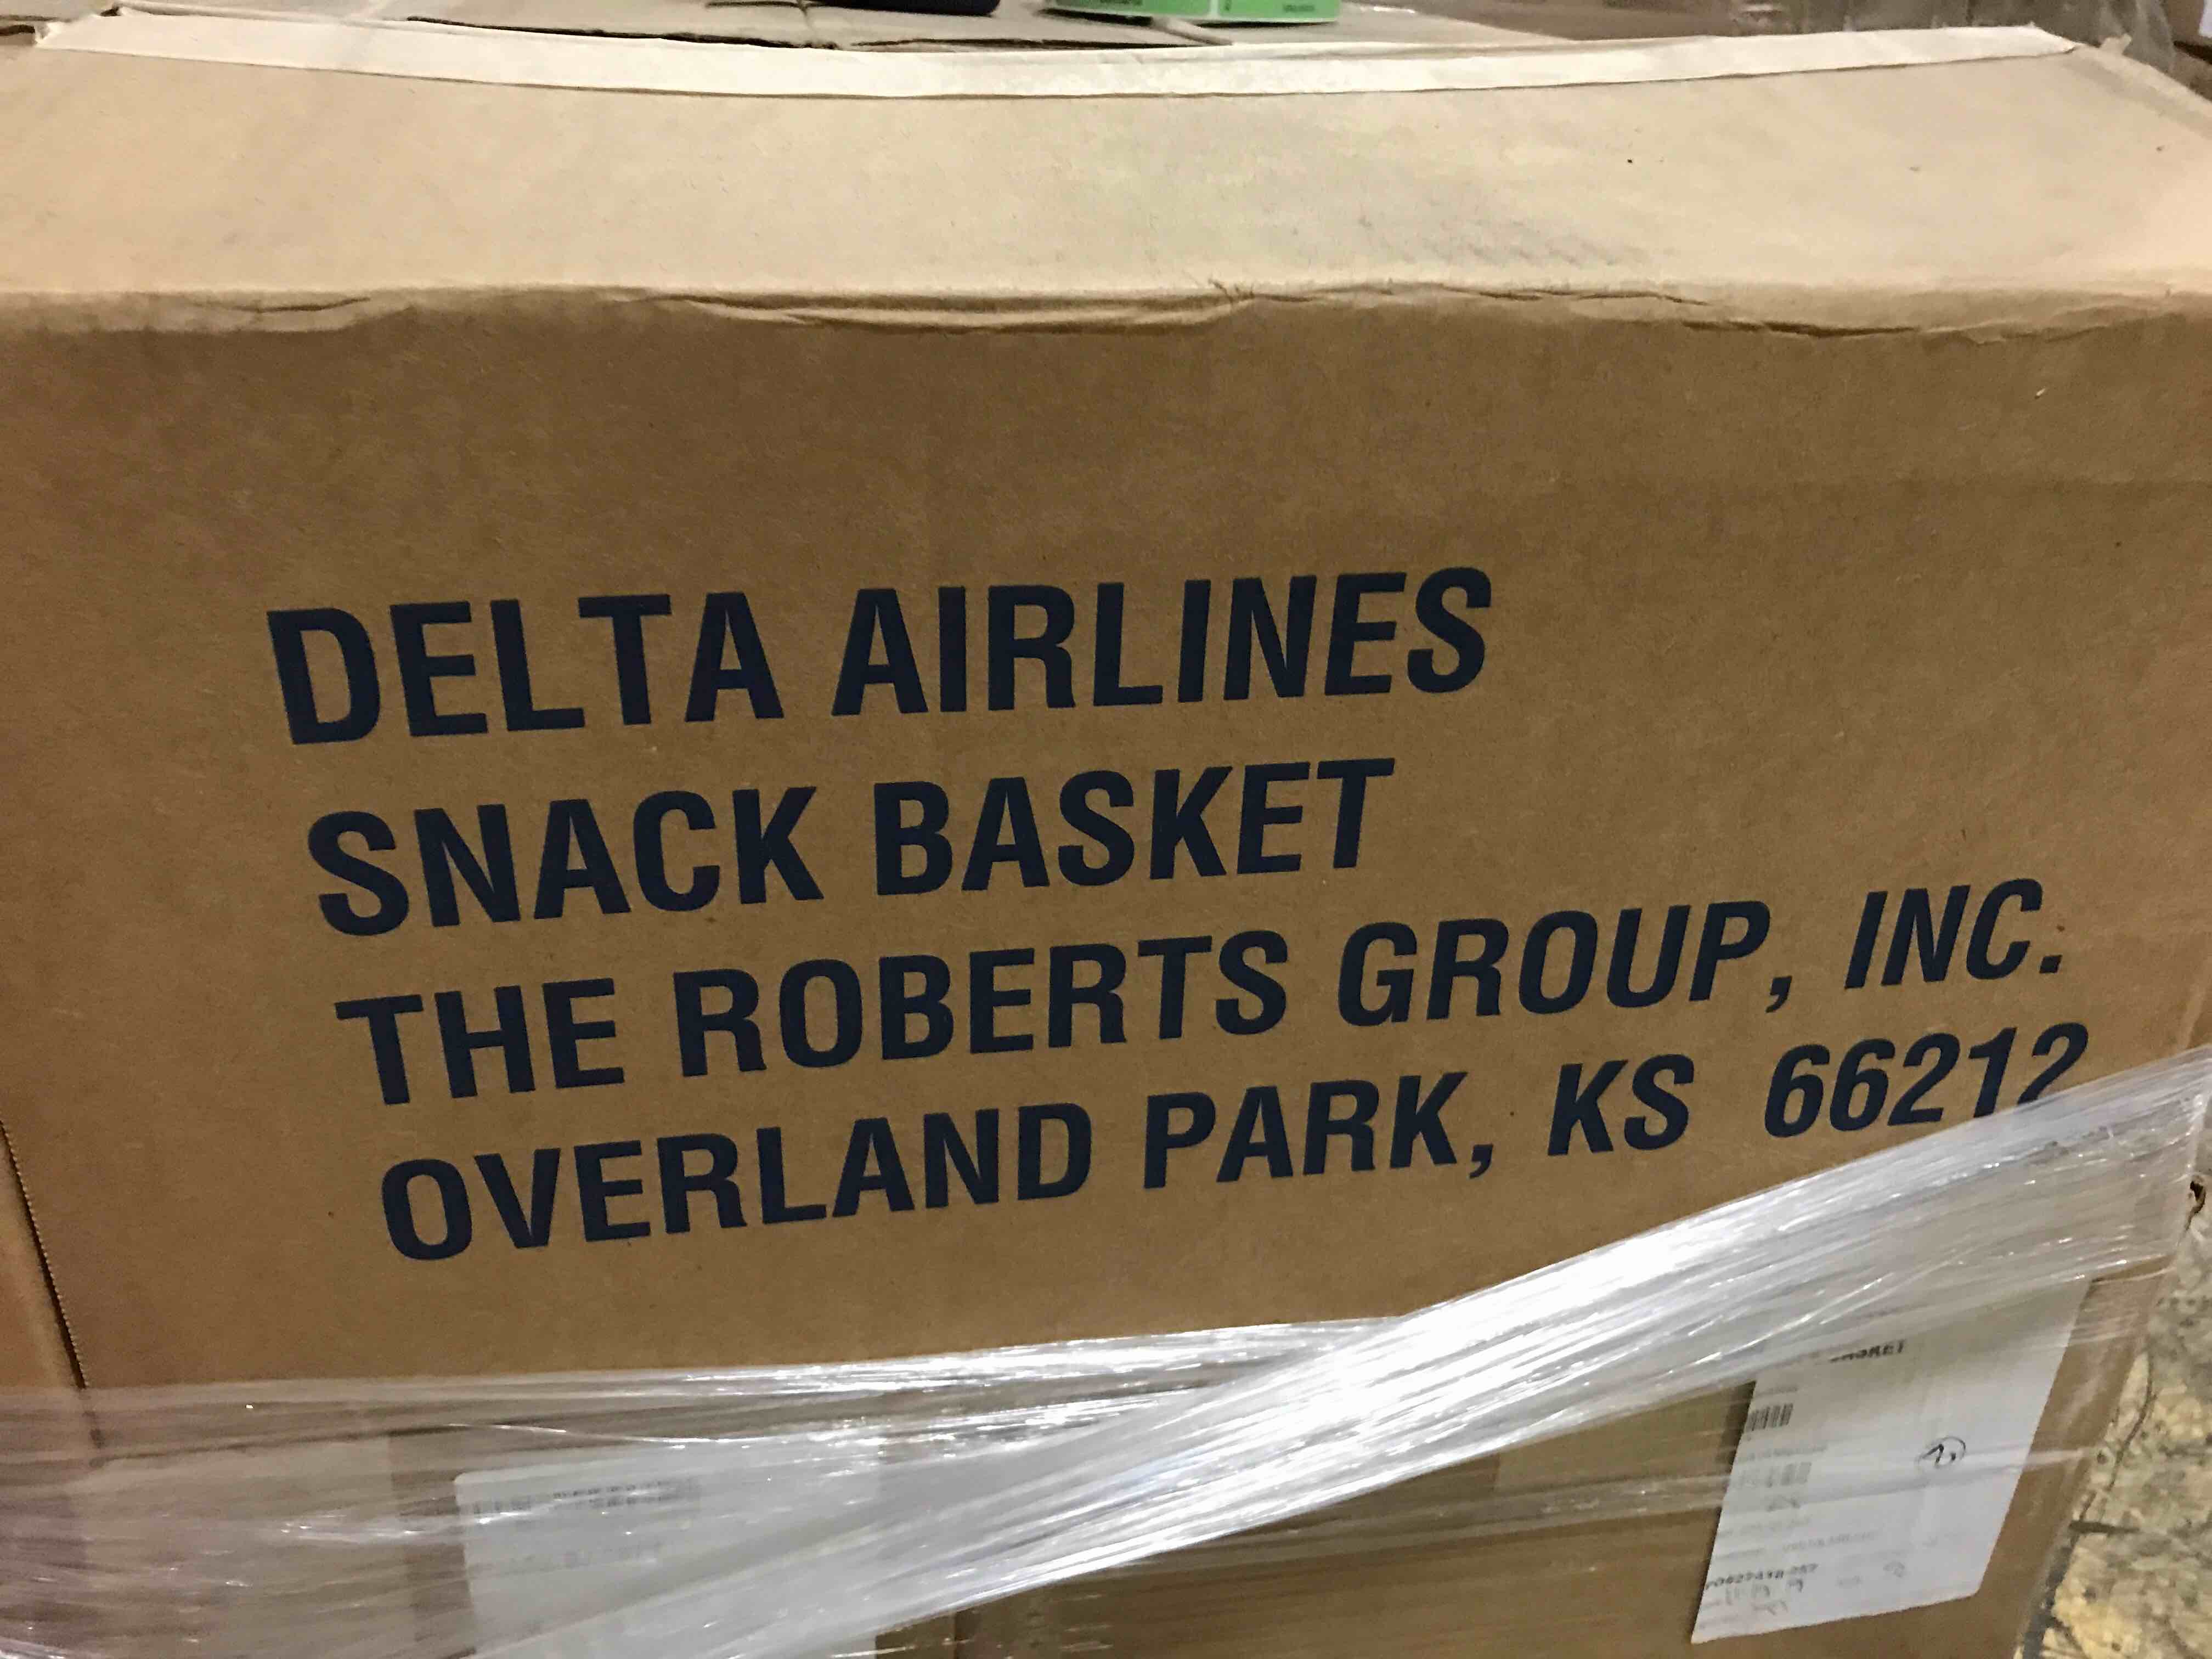 DELTA AIRLINES
SNACK BASKET
THE ROBERTS GROUP, INC.
OVERLAND PARK, KS 66212